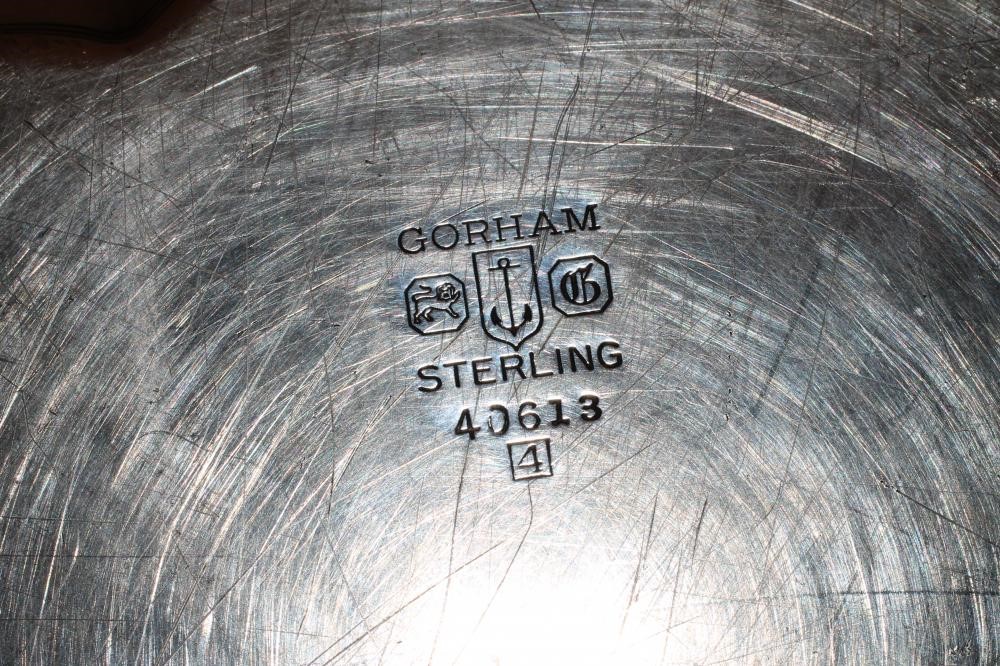 GORHAM
G
STERLING
40613
4